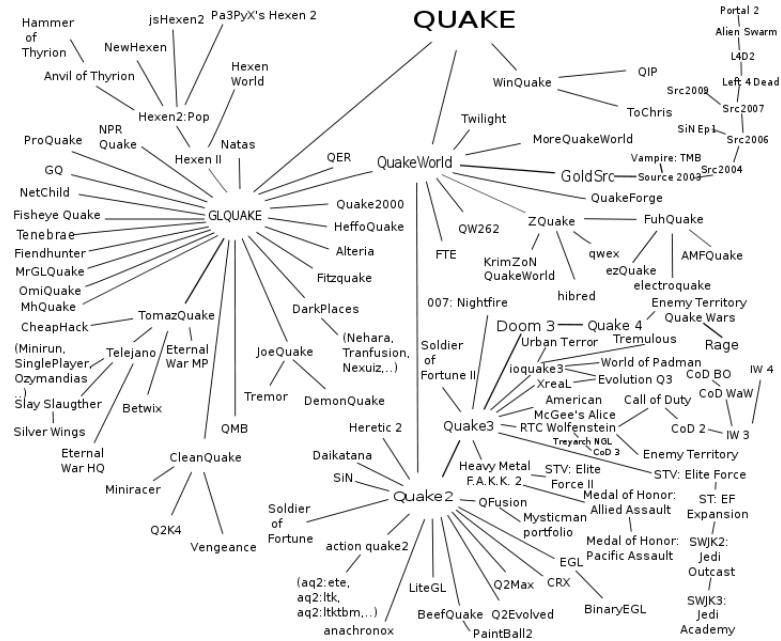 QUAKE
Hammer
of
Thyrion
jsHexen2
Pa3PyX's Hexen 2
NewHexen
Anvil of Thyrion
Hexen
World
Hexen2:Pop
Hexen II
Natas
NPR
Quake
ProQuake
GQ
NetChild
Fisheye Quake
Tenebrae
Fiendhunter
MrGLQuake
OmiQuake
MhQuake
GLQUAKE
QER
Quake2000
HeffoQuake
Alteria
Fitzquake
DarkPlaces
(Nehara,
Tranfusion,
Nexuiz,..)
JoeQuake
Tremor
DemonQuake
TomazQuake
CheapHack
Telejano
Eternal
War MP
(Minirun,
SinglePlayer,
Ozymandias
..)
Slay Slaugther
Silver Wings
Betwix
Eternal
War HQ
QMB
CleanQuake
Miniracer
Q2K4
Vengeance
WinQuake
QIP
ToChris
Portal 2
Alien Swarm
L4D2
Left 4 Dead
Src2009
Src2007
SiN Ep1
Src2006
Src2004
Vampire: TMB
Source 2003
GoldSrc
QuakeWorld
Twilight
MoreQuakeWorld
QuakeForge
QW262
FTE
ZQuake
FuhQuake
KrimZoN
QuakeWorld
qwex
hibred
ezQuake
electroquake
AMFQuake
007: Nightfire
Doom 3
Quake 4
Enemy Territory
Quake Wars
Rage
Urban Terror
Tremulous
ioquake3
World of Padman
XreaL
Evolution Q3
Soldier
of
Fortune II
American
McGee's Alice
Quake3
RTC Wolfenstein
Treyarch NGL
CoD 3
Call of Duty
CoD BO
CoD WaW
IW 4
CoD 2
IW 3
Enemy Territory
Heavy Metal
F.A.K.K. 2
STV: Elite
Force II
STV: Elite Force
Medal of Honor:
Allied Assault
Medal of Honor:
Pacific Assault
ST: EF
Expansion
SWJK2:
Jedi
Outcast
SWJK3:
Jedi
Academy
Heretic 2
Daikatana
SiN
Quake2
Soldier
of
Fortune
action quake2
(aq2:ete,
aq2:ltk,
aq2:ltktbm,..)
anachronox
LiteGL
BeefQuake
PaintBall2
Q2Evolved
Q2Max
CRX
EGL
BinaryEGL
QFusion
Mysticman
portfolio